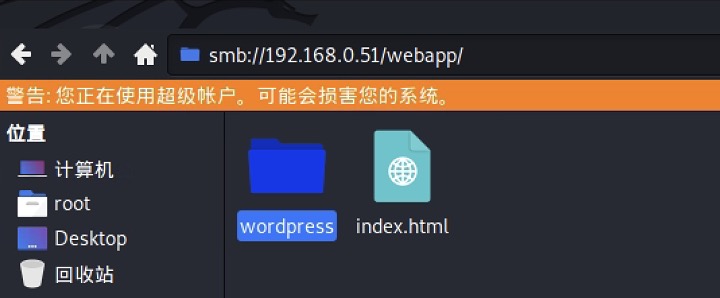 smb://192.168.0.51/webapp/
警告: 您正在使用超级帐户。可能会损害您的系统。
位置
计算机
root
Desktop
回收站
wordpress
index.html